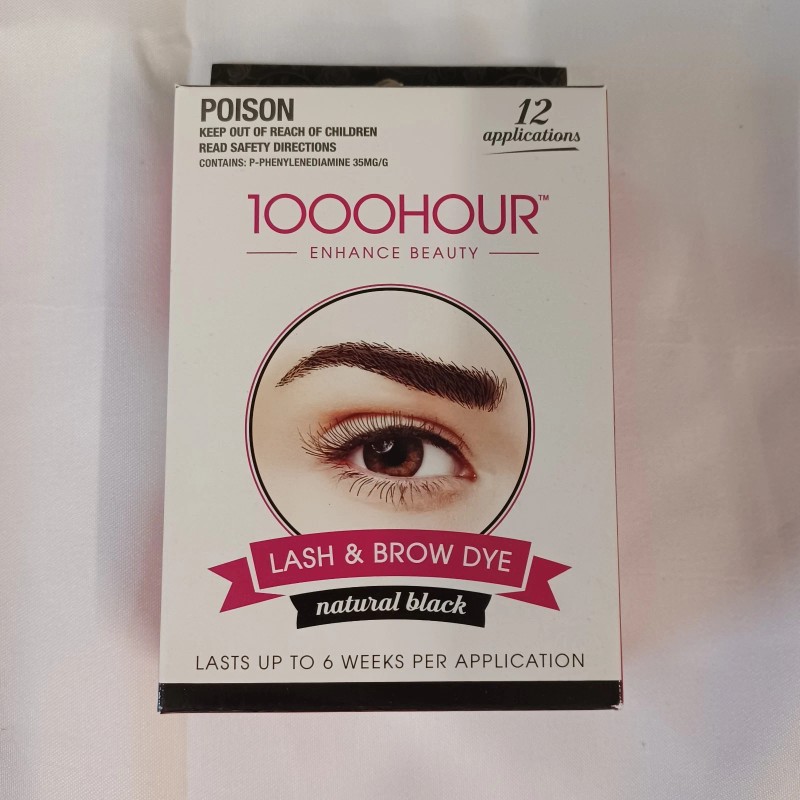 POISON
KEEP OUT OF REACH OF CHILDREN
READ SAFETY DIRECTIONS
CONTAINS: P-PHENYLENEDIAMINE 35MG/G
12
applications
1000HOUR™
ENHANCE BEAUTY
LASH & BROW DYE
natural black
LASTS UP TO 6 WEEKS PER APPLICATION